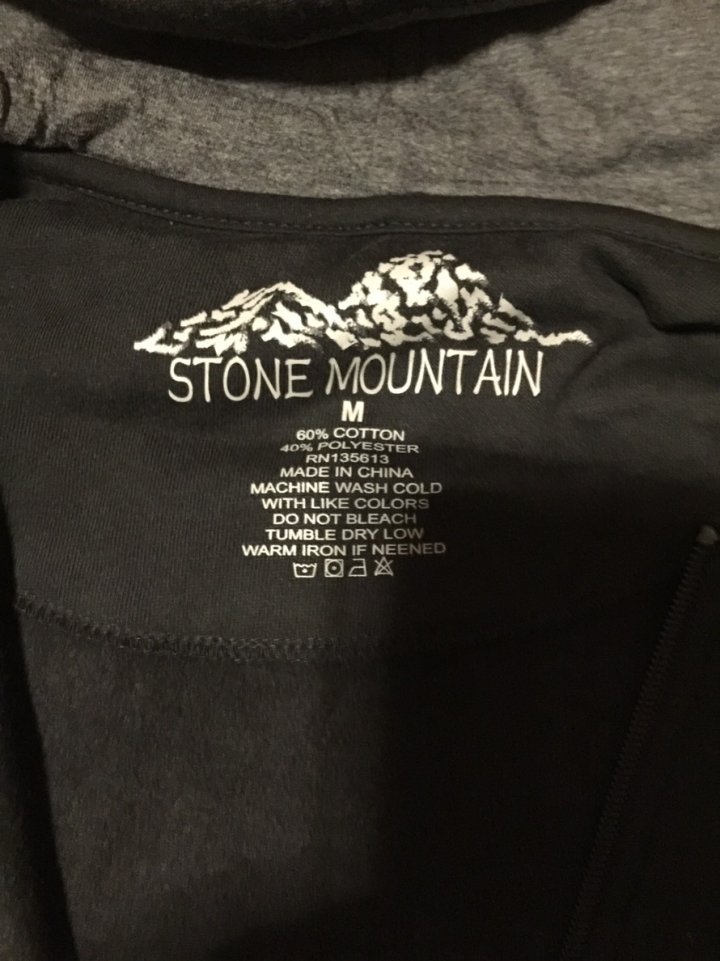 STONE MOUNTAIN
M
60% COTTON
40% POLYESTER
RN135613
MADE IN CHINA
MACHINE WASH COLD
WITH LIKE COLORS
DO NOT BLEACH
TUMBLE DRY LOW
WARM IRON IF NEENED